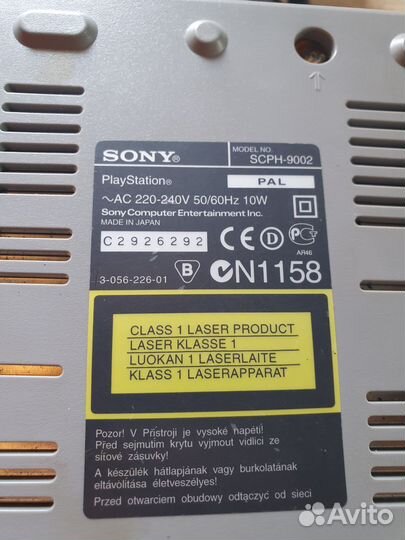 SONY®
MODEL NO.
SCPH-9002
PlayStation®
PAL
~AC 220-240V 50/60Hz 10W
Sony Computer Entertainment Inc.
MADE IN JAPAN
C2926292
CE D PC
AR46
3-056-226-01
B
N1158
CLASS 1 LASER PRODUCT
LASER KLASSE 1
LUOKAN 1 LASERLAITE
KLASS 1 LASERAPPARAT
Pozor! V Přístroji je vysoké napětí!
Před sejmutím krytu vyjmout vidlici ze
síťové zásuvky!
A készülék hátlapjának vagy burkolatának
eltávolítása életveszélyes!
Przed otwarciem obudowy odtączyć od sieci
Avito